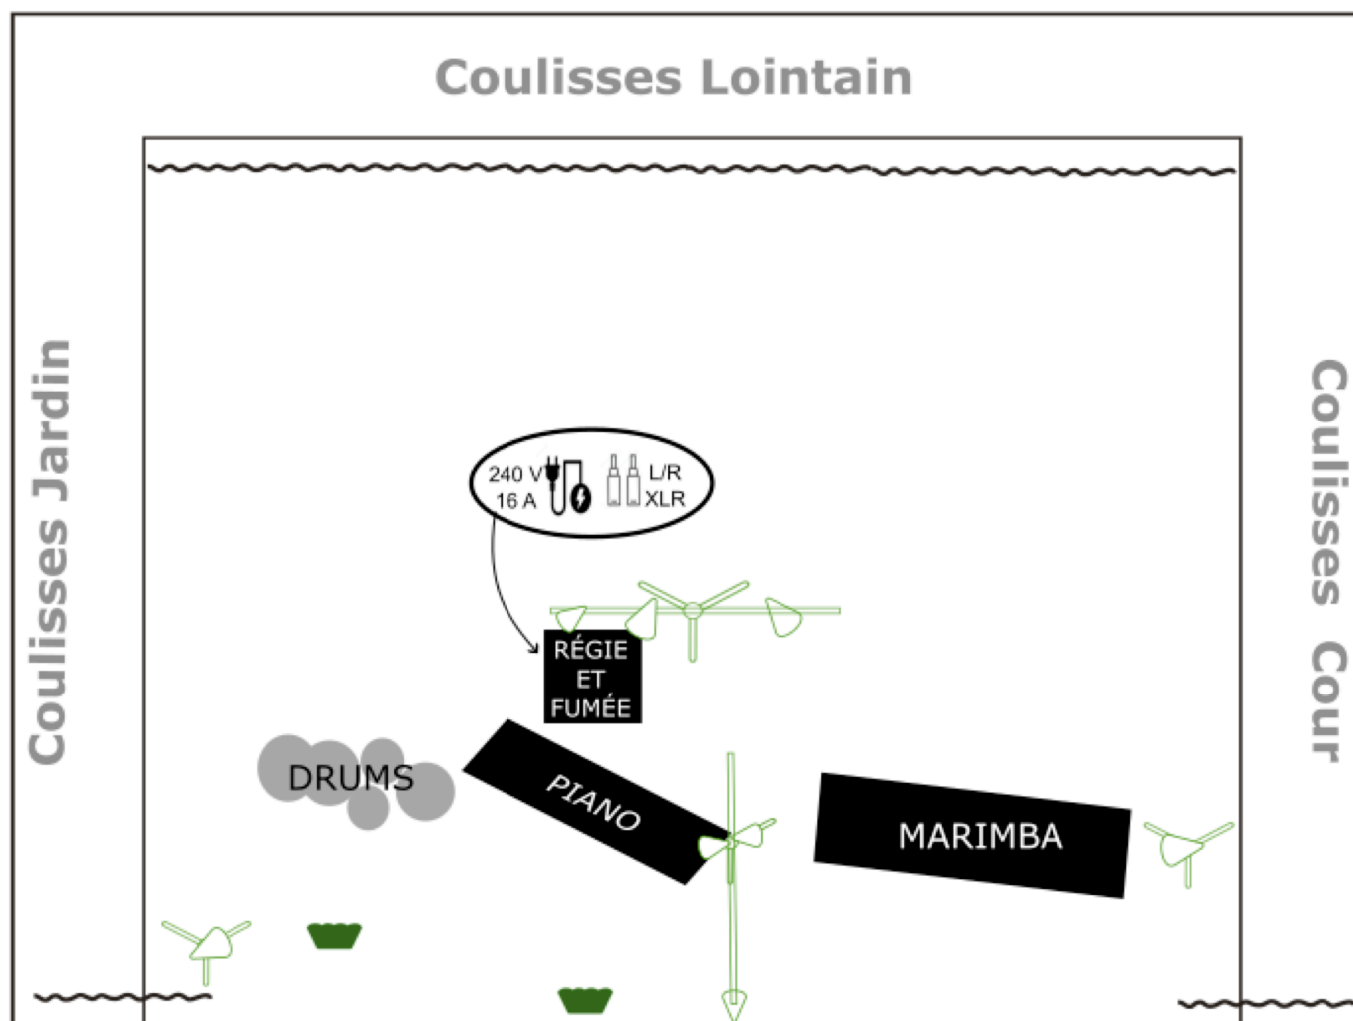 Coulisses Lointain
Coulisses Jardin
Coulisses Cour
240 V
16 A
L/R
XLR
RÉGIE
ET
FUMÉE
DRUMS
PIANO
MARIMBA